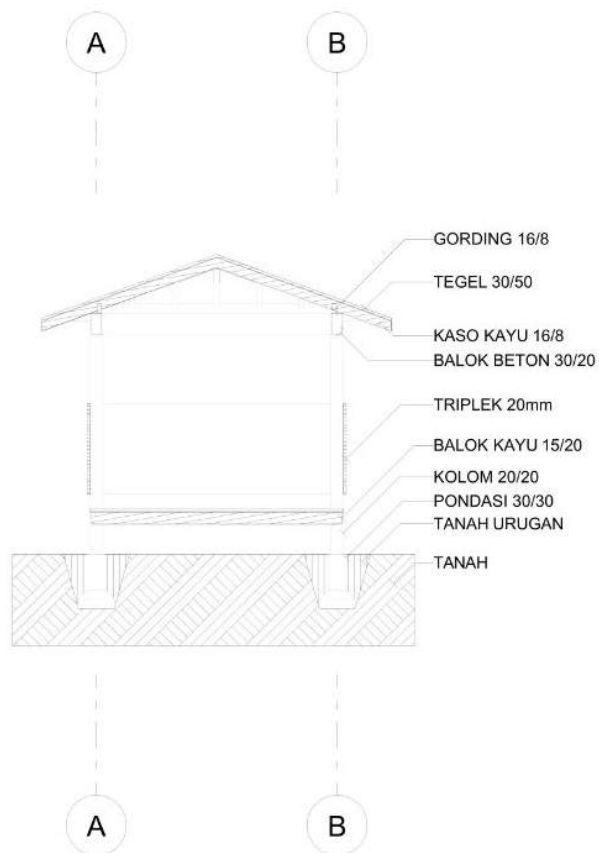 A B
GORDING 16/8
TEGEL 30/50
KASO KAYU 16/8
BALOK BETON 30/20
TRIPLEK 20mm
BALOK KAYU 15/20
KOLOM 20/20
PONDASI 30/30
TANAH URUGAN
TANAH
A B